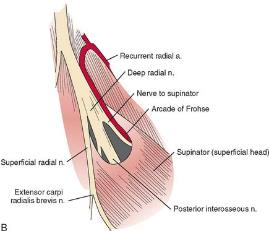 Recurrent radial a.
Deep radial n.
Nerve to supinator
Arcade of Frohse
Supinator (superficial head)
Superficial radial n.
Extensor carpi
radialis brevis n.
Posterior interosseous n.
B